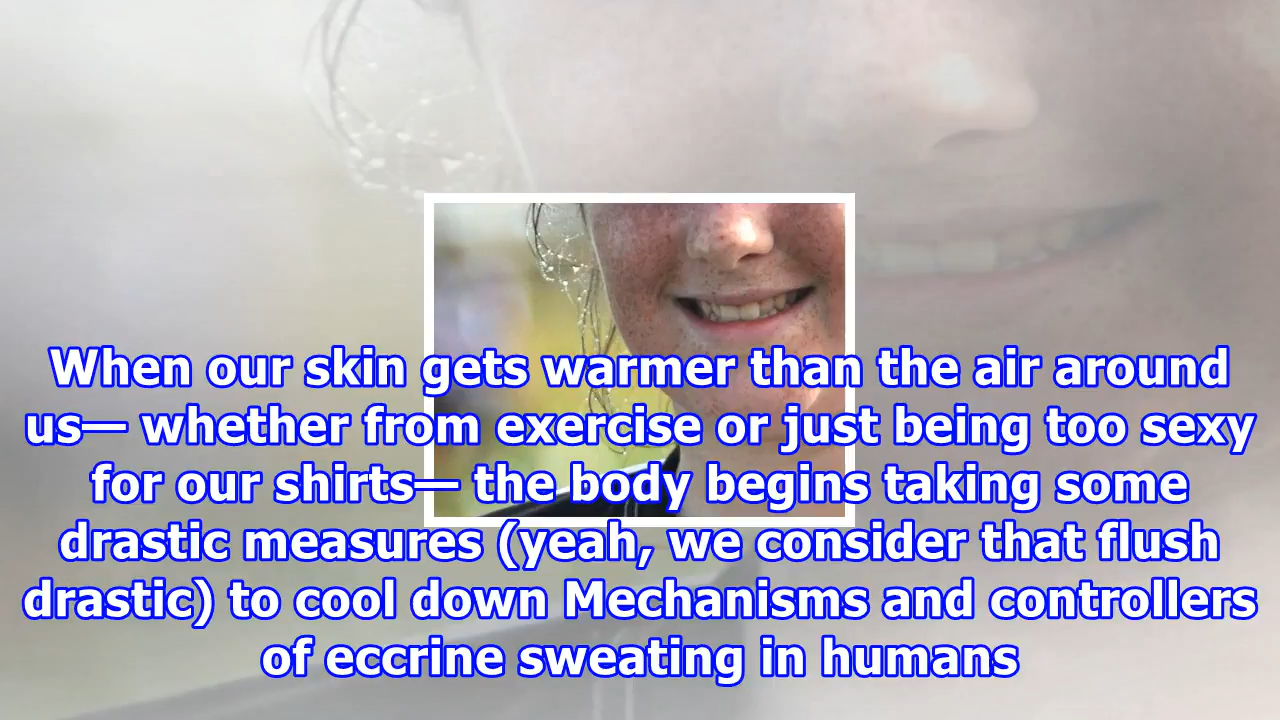 When our skin gets warmer than the air around
us— whether from exercise or just being too sexy
for our shirts— the body begins taking some
drastic measures (yeah, we consider that flush
drastic) to cool down Mechanisms and controllers
of eccrine sweating in humans